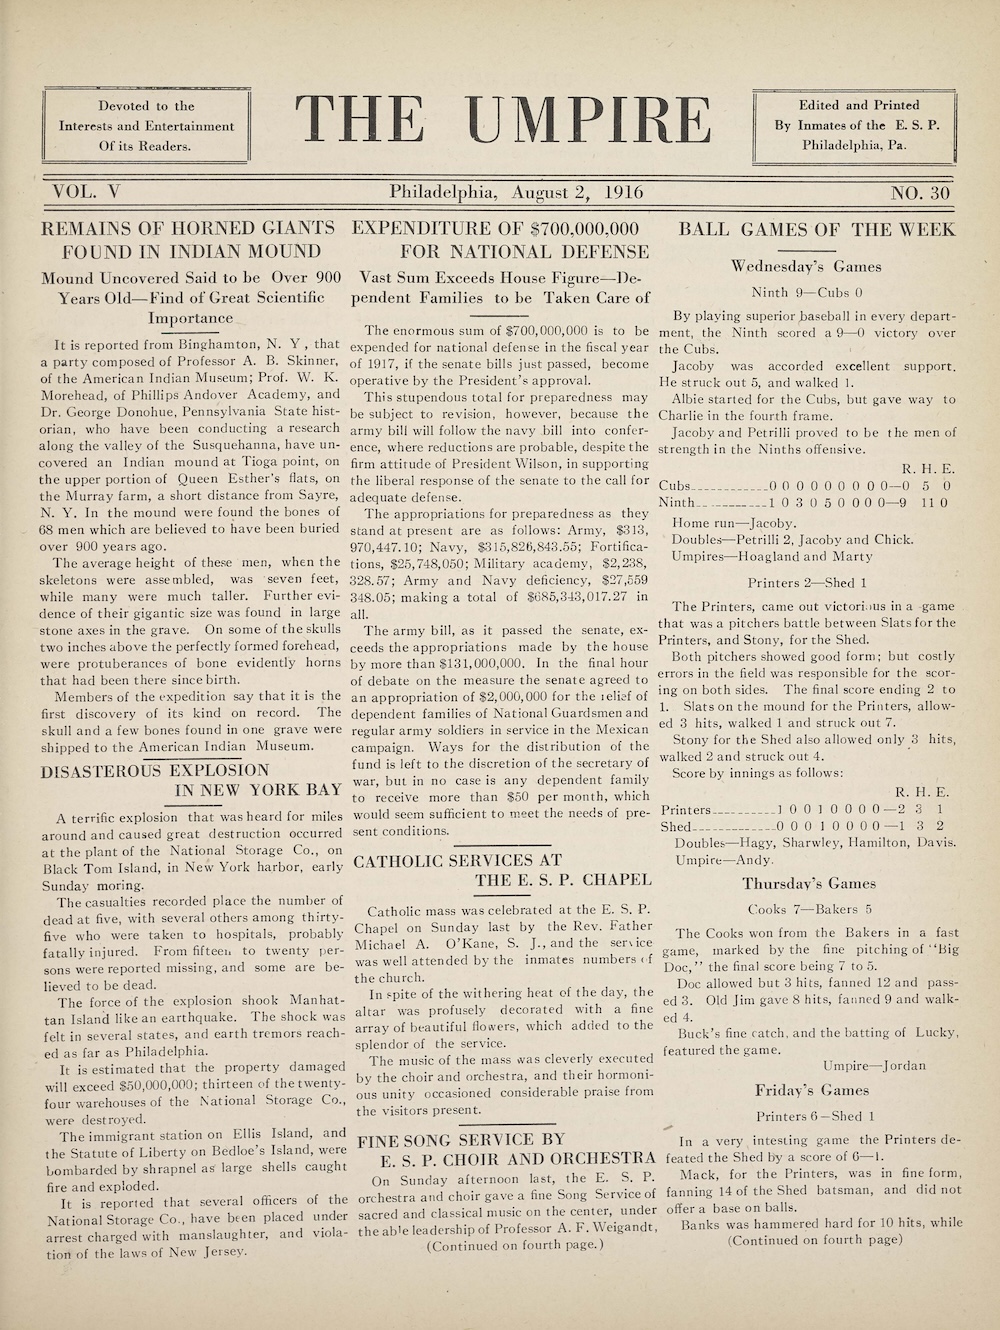 Devoted to the
Interests and Entertainment
Of its Readers.
THE UMPIRE
Edited and Printed
By Inmates of the E. S. P.
Philadelphia, Pa.
VOL. V
Philadelphia, August 2, 1916
NO. 30
REMAINS OF HORNED GIANTS
FOUND IN INDIAN MOUND
Mound Uncovered Said to be Over 900
Years Old—Find of Great Scientific
Importance
It is reported from Binghamton, N. Y , that
a party composed of Professor A. B. Skinner,
of the American Indian Museum; Prof. W. K.
Morehead, of Phillips Andover Academy, and
Dr. George Donohue, Pennsylvania State hist-
orian, who have been conducting a research
along the valley of the Susquehanna, have un-
covered an Indian mound at Tioga point, on
the upper portion of Queen Esther's flats, on
the Murray farm, a short distance from Sayre,
N. Y. In the mound were found the bones of
68 men which are believed to have been buried
over 900 years ago.
The average height of these men, when the
skeletons were assembled, was seven feet,
while many were much taller. Further evi-
dence of their gigantic size was found in large
stone axes in the grave. On some of the skulls
two inches above the perfectly formed forehead,
were protuberances of bone evidently horns
that had been there since birth.
Members of the expedition say that it is the
first discovery of its kind on record. The
skull and a few bones found in one grave were
shipped to the American Indian Museum.
DISASTEROUS EXPLOSION
IN NEW YORK BAY
A terrific explosion that was heard for miles
around and caused great destruction occurred
at the plant of the National Storage Co., on
Black Tom Island, in New York harbor, early
Sunday moring.
The casualties recorded place the number of
dead at five, with several others among thirty-
five who were taken to hospitals, probably
fatally injured. From fifteen to twenty per-
sons were reported missing, and some are be-
lieved to be dead.
The force of the explosion shook Manhat-
tan Island like an earthquake. The shock was
felt in several states, and earth tremors reach-
ed as far as Philadelphia.
It is estimated that the property damaged
will exceed $50,000,000; thirteen of the twenty-
four warehouses of the National Storage Co.,
were destroyed.
The immigrant station on Ellis Island, and
the Statute of Liberty on Bedloe's Island, were
bombarded by shrapnel as large shells caught
fire and exploded.
It is reported that several officers of the
National Storage Co., have been placed under
arrest charged with manslaughter, and viola-
tion of the laws of New Jersey.
EXPENDITURE OF $700,000,000
FOR NATIONAL DEFENSE
Vast Sum Exceeds House Figure—De-
pendent Families to be Taken Care of
The enormous sum of $700,000,000 is to be
expended for national defense in the fiscal year
of 1917, if the senate bills just passed, become
operative by the President's approval.
This stupendous total for preparedness may
be subject to revision, however, because the
army bill will follow the navy bill into confer-
ence, where reductions are probable, despite the
firm attitude of President Wilson, in supporting
the liberal response of the senate to the call for
adequate defense.
The appropriations for preparedness as they
stand at present are as follows: Army, $313,
970,447.10; Navy, $315,826,843.55; Fortifica-
tions, $25,748,050; Military academy, $2,238,
328.57; Army and Navy deficiency, $27,559
348.05; making a total of $685,343,017.27 in
all.
The army bill, as it passed the senate, ex-
ceeds the appropriations made by the house
by more than $131,000,000. In the final hour
of debate on the measure the senate agreed to
an appropriation of $2,000,000 for the relief of
dependent families of National Guardsmen and
regular army soldiers in service in the Mexican
campaign. Ways for the distribution of the
fund is left to the discretion of the secretary of
war, but in no case is any dependent family
to receive more than $50 per month, which
would seem sufficient to meet the needs of pre-
sent conditions.
CATHOLIC SERVICES AT
THE E. S. P. CHAPEL
Catholic mass was celebrated at the E. S. P.
Chapel on Sunday last by the Rev. Father
Michael A. O'Kane, S. J., and the service
was well attended by the inmates numbers of
the church.
In spite of the withering heat of the day, the
altar was profusely decorated with a fine
array of beautiful flowers, which added to the
splendor of the service.
The music of the mass was cleverly executed
by the choir and orchestra, and their hormoni-
ous unity occasioned considerable praise from
the visitors present.
FINE SONG SERVICE BY
E. S. P. CHOIR AND ORCHESTRA
On Sunday afternoon last, the E. S. P.
orchestra and choir gave a fine Song Service of
sacred and classical music on the center, under
the able leadership of Professor A. F. Weigandt,
(Continued on fourth page.)
BALL GAMES OF THE WEEK
Wednesday's Games
Ninth 9—Cubs 0
By playing superior baseball in every depart-
ment, the Ninth scored a 9—0 victory over
the Cubs.
Jacoby was accorded excellent support.
He struck out 5, and walked 1.
Albie started for the Cubs, but gave way to
Charlie in the fourth frame.
Jacoby and Petrilli proved to be the men of
strength in the Ninths offensive.
R. H. E.
Cubs____________0 0 0 0 0 0 0 0 0—0 5 0
Ninth____________1 0 3 0 5 0 0 0 0—9 11 0
Home run—Jacoby.
Doubles—Petrilli 2, Jacoby and Chick.
Umpires—Hoagland and Marty
Printers 2—Shed 1
The Printers, came out victorious in a game
that was a pitchers battle between Slats for the
Printers, and Stony, for the Shed.
Both pitchers showed good form; but costly
errors in the field was responsible for the scor-
ing on both sides. The final score ending 2 to
1. Slats on the mound for the Printers, allow-
ed 3 hits, walked 1 and struck out 7.
Stony for the Shed also allowed only 3 hits,
walked 2 and struck out 4.
Score by innings as follows:
R. H. E.
Printers__________1 0 0 1 0 0 0 0—2 3 1
Shed_____________0 0 0 1 0 0 0 0—1 3 2
Doubles—Hagy, Sharwley, Hamilton, Davis.
Umpire—Andy.
Thursday's Games
Cooks 7—Bakers 5
The Cooks won from the Bakers in a fast
game, marked by the fine pitching of "Big
Doc," the final score being 7 to 5.
Doc allowed but 3 hits, fanned 12 and pass-
ed 3. Old Jim gave 8 hits, fanned 9 and walk-
ed 4.
Buck's fine catch, and the batting of Lucky,
featured the game.
Umpire—Jordan
Friday's Games
Printers 6—Shed 1
In a very intesting game the Printers de-
feated the Shed by a score of 6—1.
Mack, for the Printers, was in fine form,
fanning 14 of the Shed batsman, and did not
offer a base on balls.
Banks was hammered hard for 10 hits, while
(Continued on fourth page)